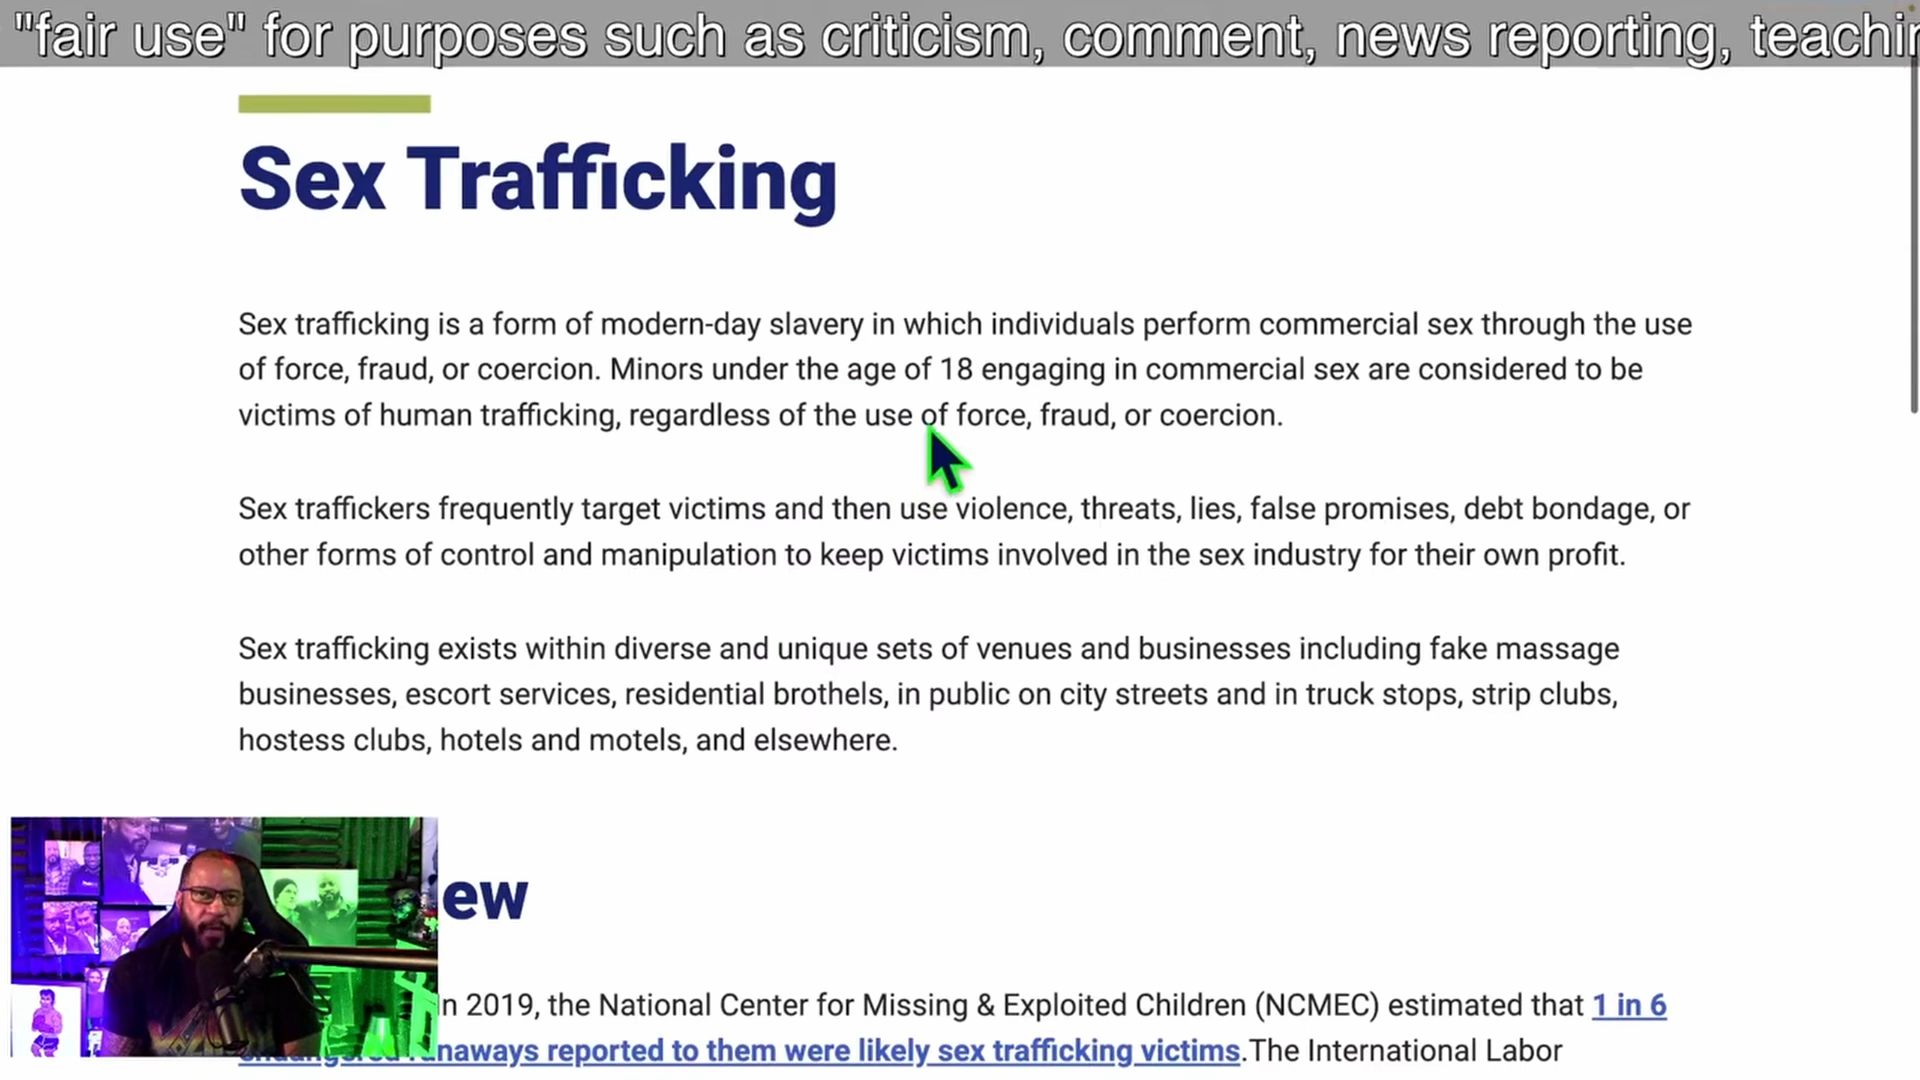 "fair use" for purposes such as criticism, comment, news reporting,
Sex Trafficking
Sex trafficking is a form of modern-day slavery in which individuals perform commercial sex through the use
of force, fraud, or coercion. Minors under the age of 18 engaging in commercial sex are considered to be
victims of human trafficking, regardless of the use of force, fraud, or coercion.
Sex traffickers frequently target victims and then use violence, threats, lies, false promises, debt bondage, or
other forms of control and manipulation to keep victims involved in the sex industry for their own profit.
Sex trafficking exists within diverse and unique sets of venues and businesses including fake massage
businesses, escort services, residential brothels, in public on city streets and in truck stops, strip clubs,
hostess clubs, hotels and motels, and elsewhere.
ew
n 2019, the National Center for Missing & Exploited Children (NCMEC) estimated that 1 in 6
naways reported to them were likely sex trafficking victims.The International Labor